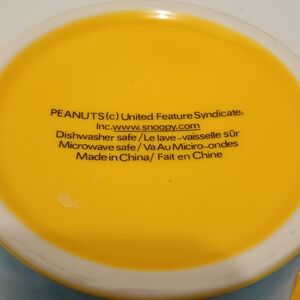 PEANUTS(c) United Feature Syndicate,
Inc.www.snoopy.com
Dishwasher safe/Le lave-vaisselle sûr
Microwave safe/Va Au Miciro-ondes
Made in China/ Fait en Chine